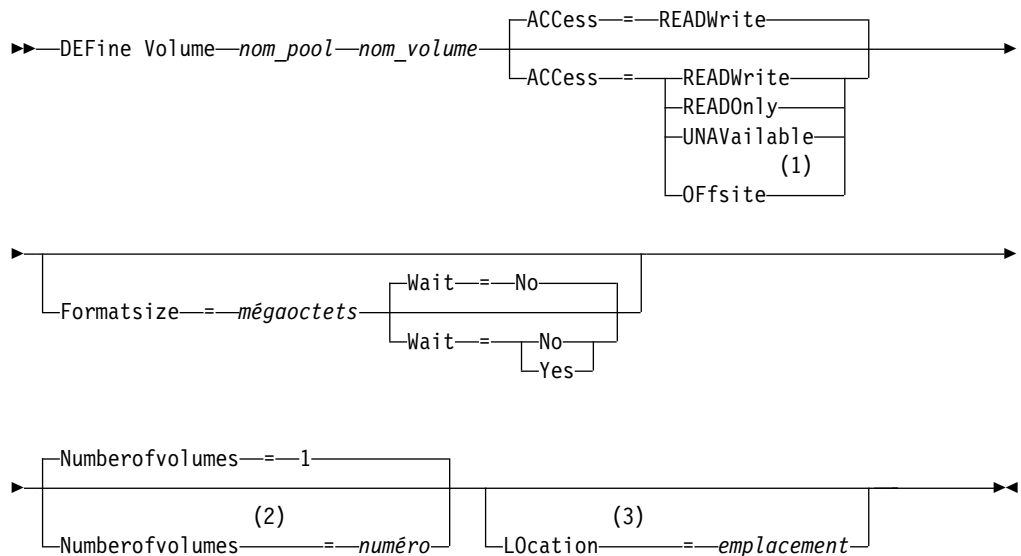 ACCess = READWrite
DEFine Volume nom_pool nom_volume
ACCess = READWrite
READOnly
UNAVailable
(1)
OFfsite
Wait = No
Formatsize = mégaoctets
Wait = No
Yes
Numberofvolumes = 1
(2) (3)
Numberofvolumes = numéro LOcation = emplacement